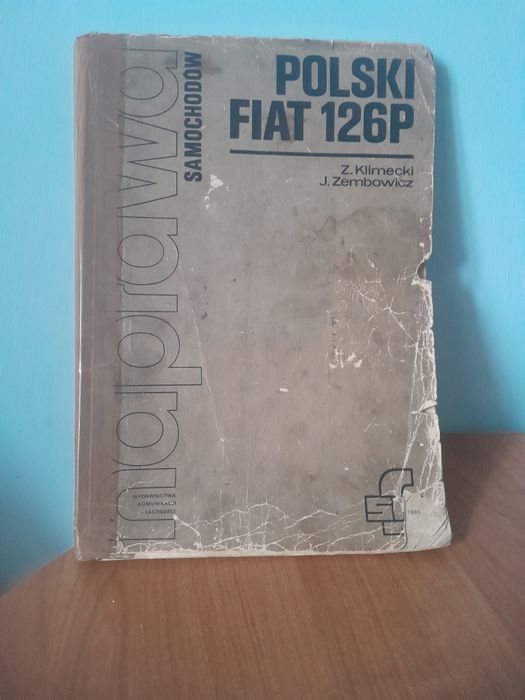 naprawa
SAMOCHODÓW
POLSKI
FIAT 126P
Z. Klimecki
J. Zembowicz
WYDAWNICTWA
KOMUNIKACJI
I ŁĄCZNOŚCI